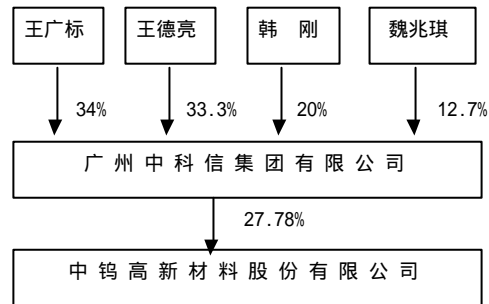 王广标 王德亮 韩 刚 魏兆琪
34% 33.3% 20% 12.7%
广州中科信集团有限公司
27.78%
中钨高新材料股份有限公司